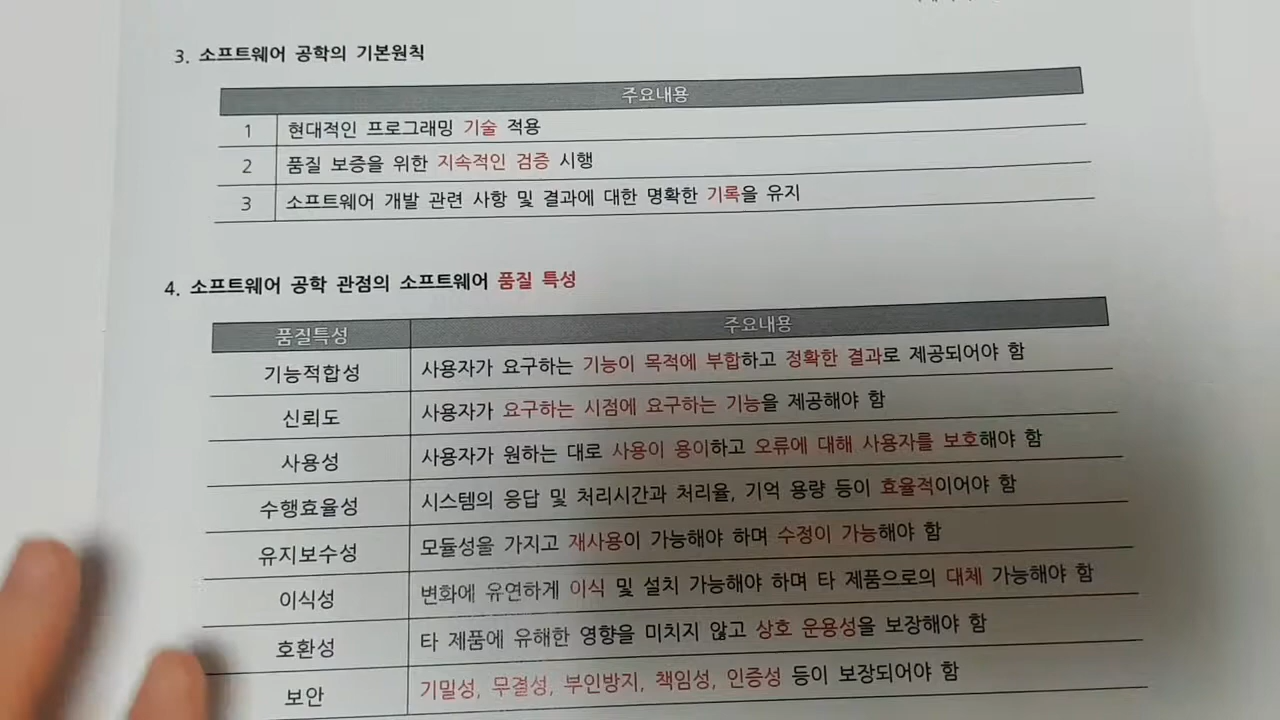 3. 소프트웨어 공학의 기본원칙
주요내용
1 현대적인 프로그래밍 기술 적용
2 품질 보증을 위한 지속적인 검증 시행
3 소프트웨어 개발 관련 사항 및 결과에 대한 명확한 기록을 유지
4. 소프트웨어 공학 관점의 소프트웨어 품질 특성
품질특성 주요내용
기능적합성 사용자가 요구하는 기능이 목적에 부합하고 정확한 결과로 제공되어야 함
신뢰도 사용자가 요구하는 시점에 요구하는 기능을 제공해야 함
사용성 사용자가 원하는 대로 사용이 용이하고 오류에 대해 사용자를 보호해야 함
수행효율성 시스템의 응답 및 처리시간과 처리율, 기억 용량 등이 효율적이어야 함
유지보수성 모듈성을 가지고 재사용이 가능해야 하며 수정이 가능해야 함
이식성 변화에 유연하게 이식 및 설치 가능해야 하며 타 제품으로의 대체 가능해야 함
호환성 타 제품에 유해한 영향을 미치지 않고 상호 운용성을 보장해야 함
보안 기밀성, 무결성, 부인방지, 책임성, 인증성 등이 보장되어야 함